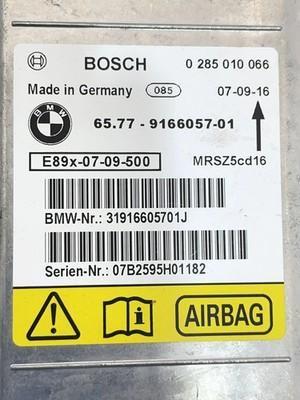 BOSCH 0 285 010 066
Made in Germany 085 07-09-16
BMW 65.77 - 9166057-01
E89x-07-09-500 MRSZ5cd16
BMW-Nr.: 31916605701J
Serien-Nr.: 07B2595H01182
AIRBAG